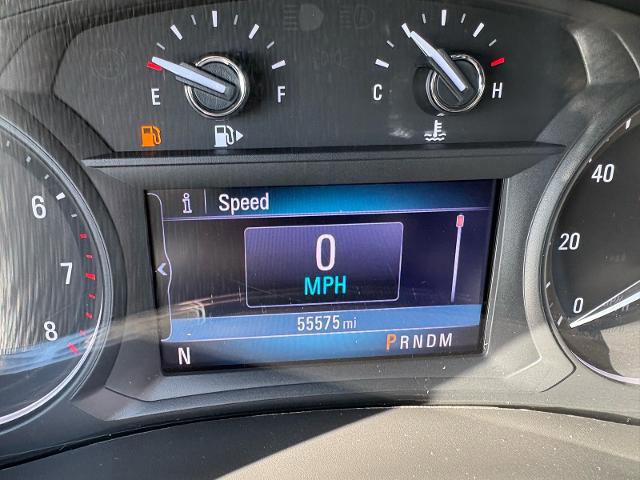 E F
C H
i Speed
6
7
8
0
MPH
55575 mi
N PRNDM
40
20
0